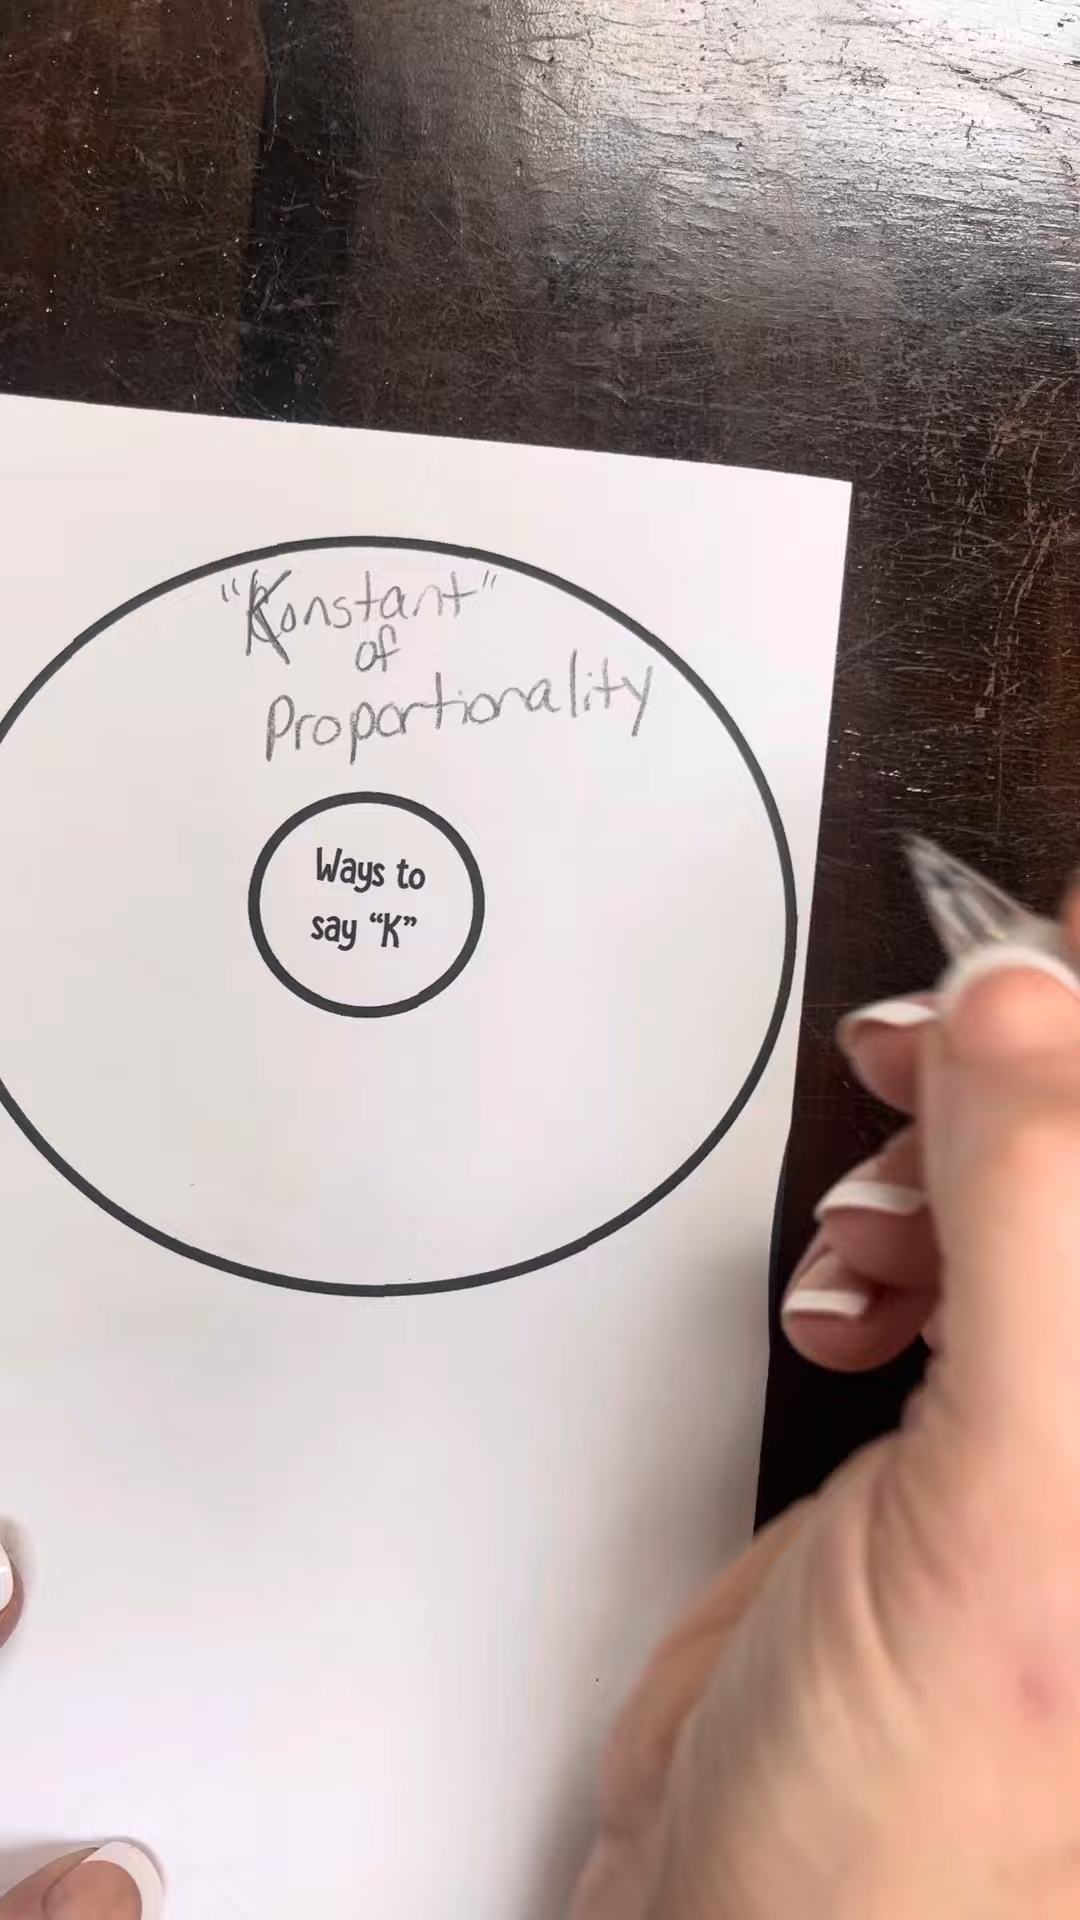 "Konstant"
of
Proportionality
Ways to
say “K”